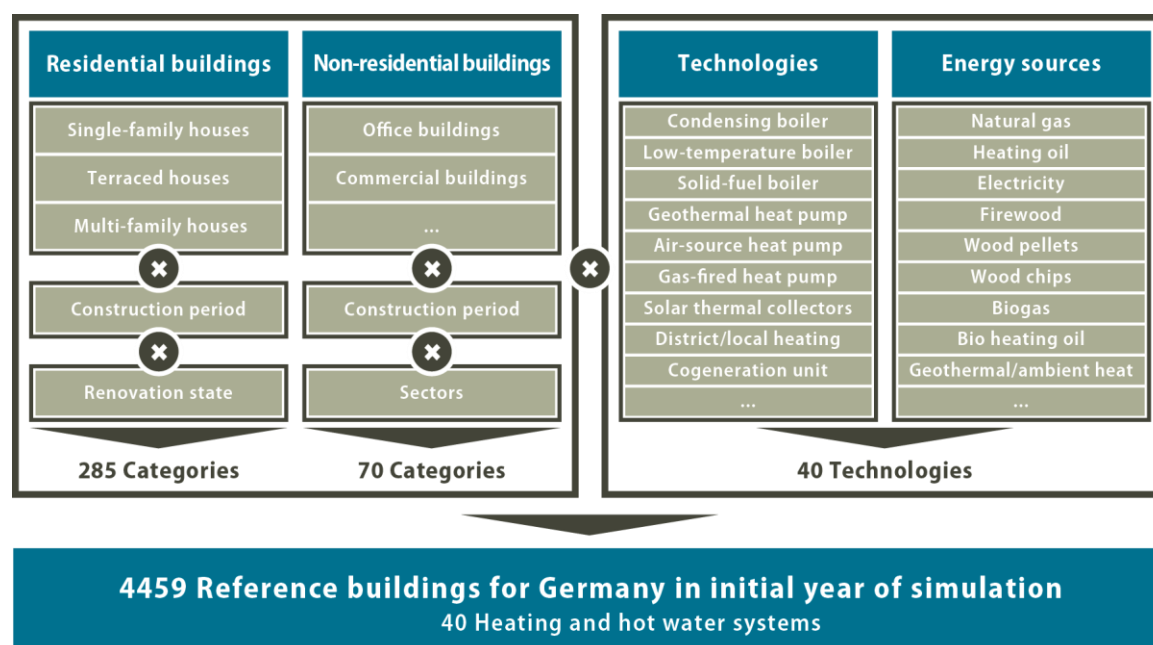 Residential buildings
Single-family houses
Terraced houses
Multi-family houses
Construction period
Renovation state
285 Categories
Non-residential buildings
Office buildings
Commercial buildings
...
Construction period
Sectors
70 Categories
Technologies
Condensing boiler
Low-temperature boiler
Solid-fuel boiler
Geothermal heat pump
Air-source heat pump
Gas-fired heat pump
Solar thermal collectors
District/local heating
Cogeneration unit
...
Energy sources
Natural gas
Heating oil
Electricity
Firewood
Wood pellets
Wood chips
Biogas
Bio heating oil
Geothermal/ambient heat
...
40 Technologies
4459 Reference buildings for Germany in initial year of simulation
40 Heating and hot water systems